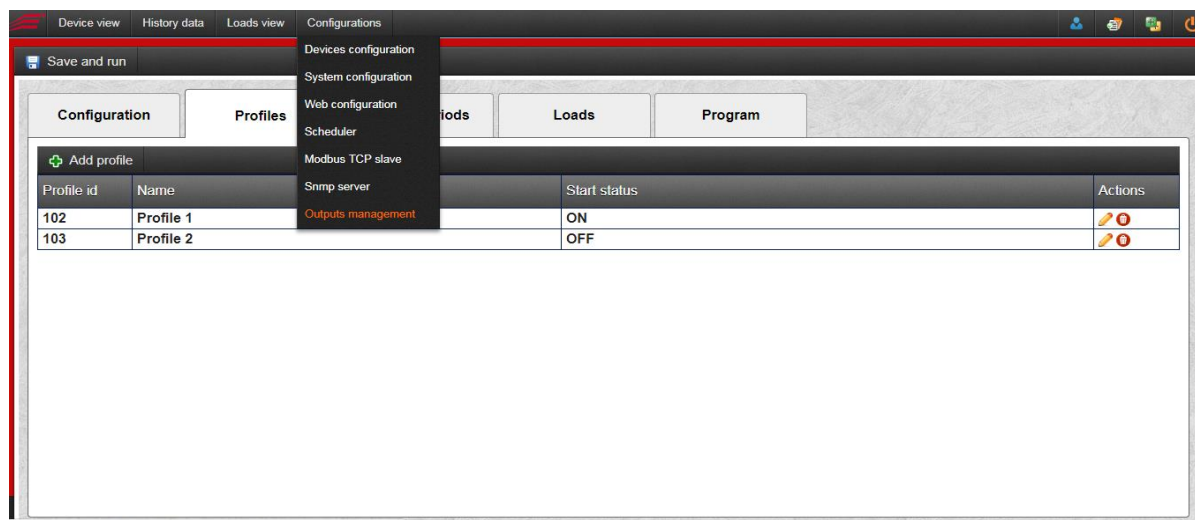 Device view History data Loads view Configurations
Devices configuration
System configuration
Web configuration
Scheduler
Modbus TCP slave
Snmp server
Outputs management
Save and run
Configuration Profiles iods Loads Program
Add profile
Profile id Name Start status Actions
102 Profile 1 ON
103 Profile 2 OFF